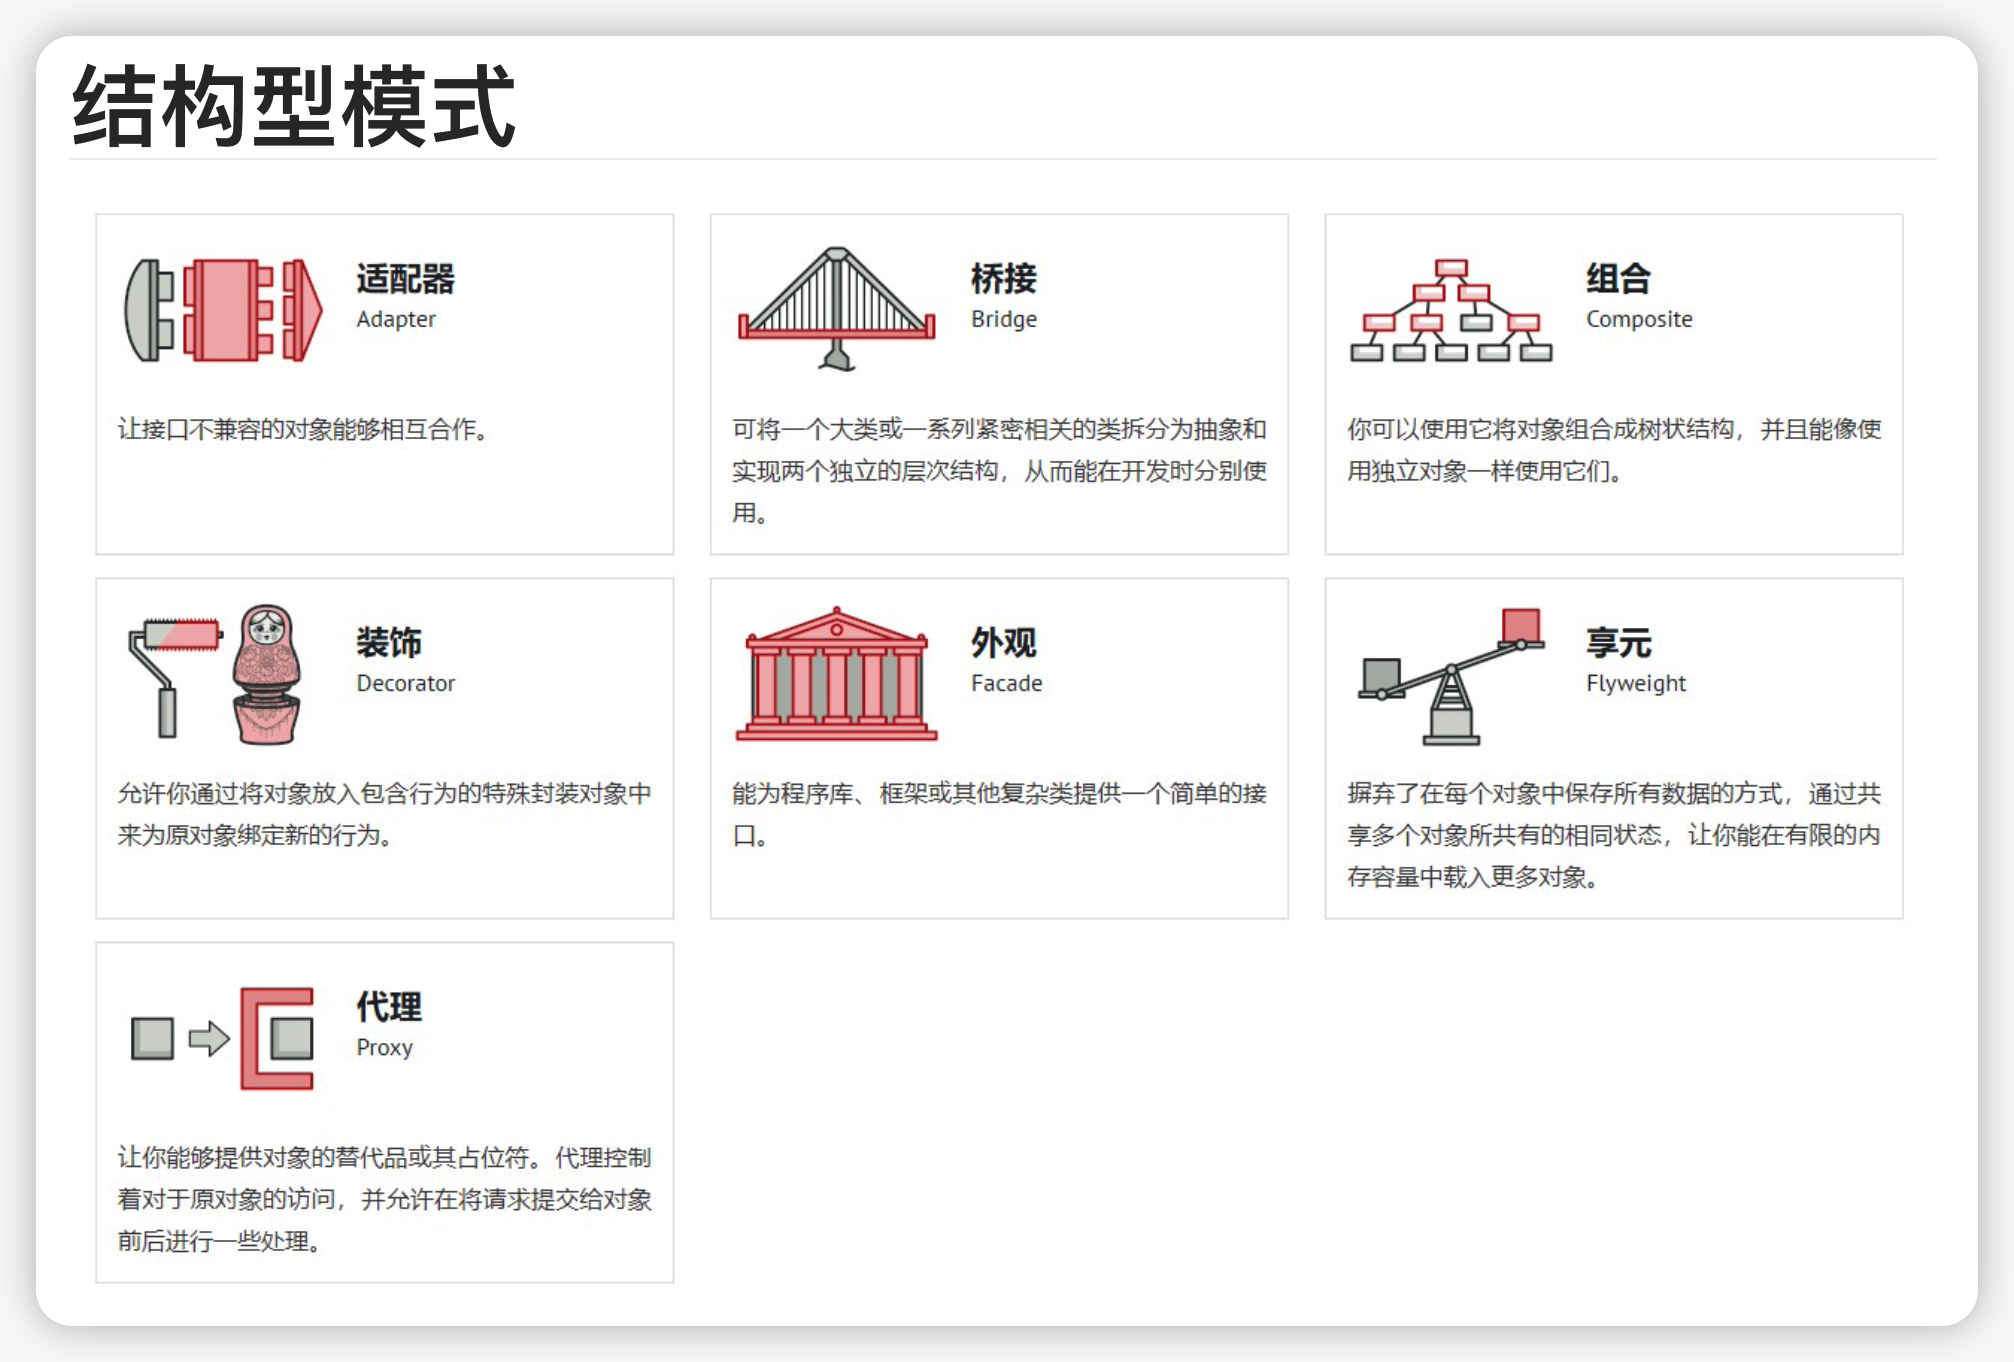 结构型模式
适配器
Adapter
让接口不兼容的对象能够相互合作。
桥接
Bridge
可将一个大类或一系列紧密相关的类拆分为抽象和
实现两个独立的层次结构，从而能在开发时分别使
用。
组合
Composite
你可以使用它将对象组合成树状结构，并且能像使
用独立对象一样使用它们。
装饰
Decorator
允许你通过将对象放入包含行为的特殊封装对象中
来为原对象绑定新的行为。
外观
Facade
能为程序库、框架或其他复杂类提供一个简单的接
口。
享元
Flyweight
摒弃了在每个对象中保存所有数据的方式，通过共
享多个对象所共有的相同状态，让你能在有限的内
存容量中载入更多对象。
代理
Proxy
让你能够提供对象的替代品或其占位符。代理控制
着对于原对象的访问，并允许在将请求提交给对象
前后进行一些处理。